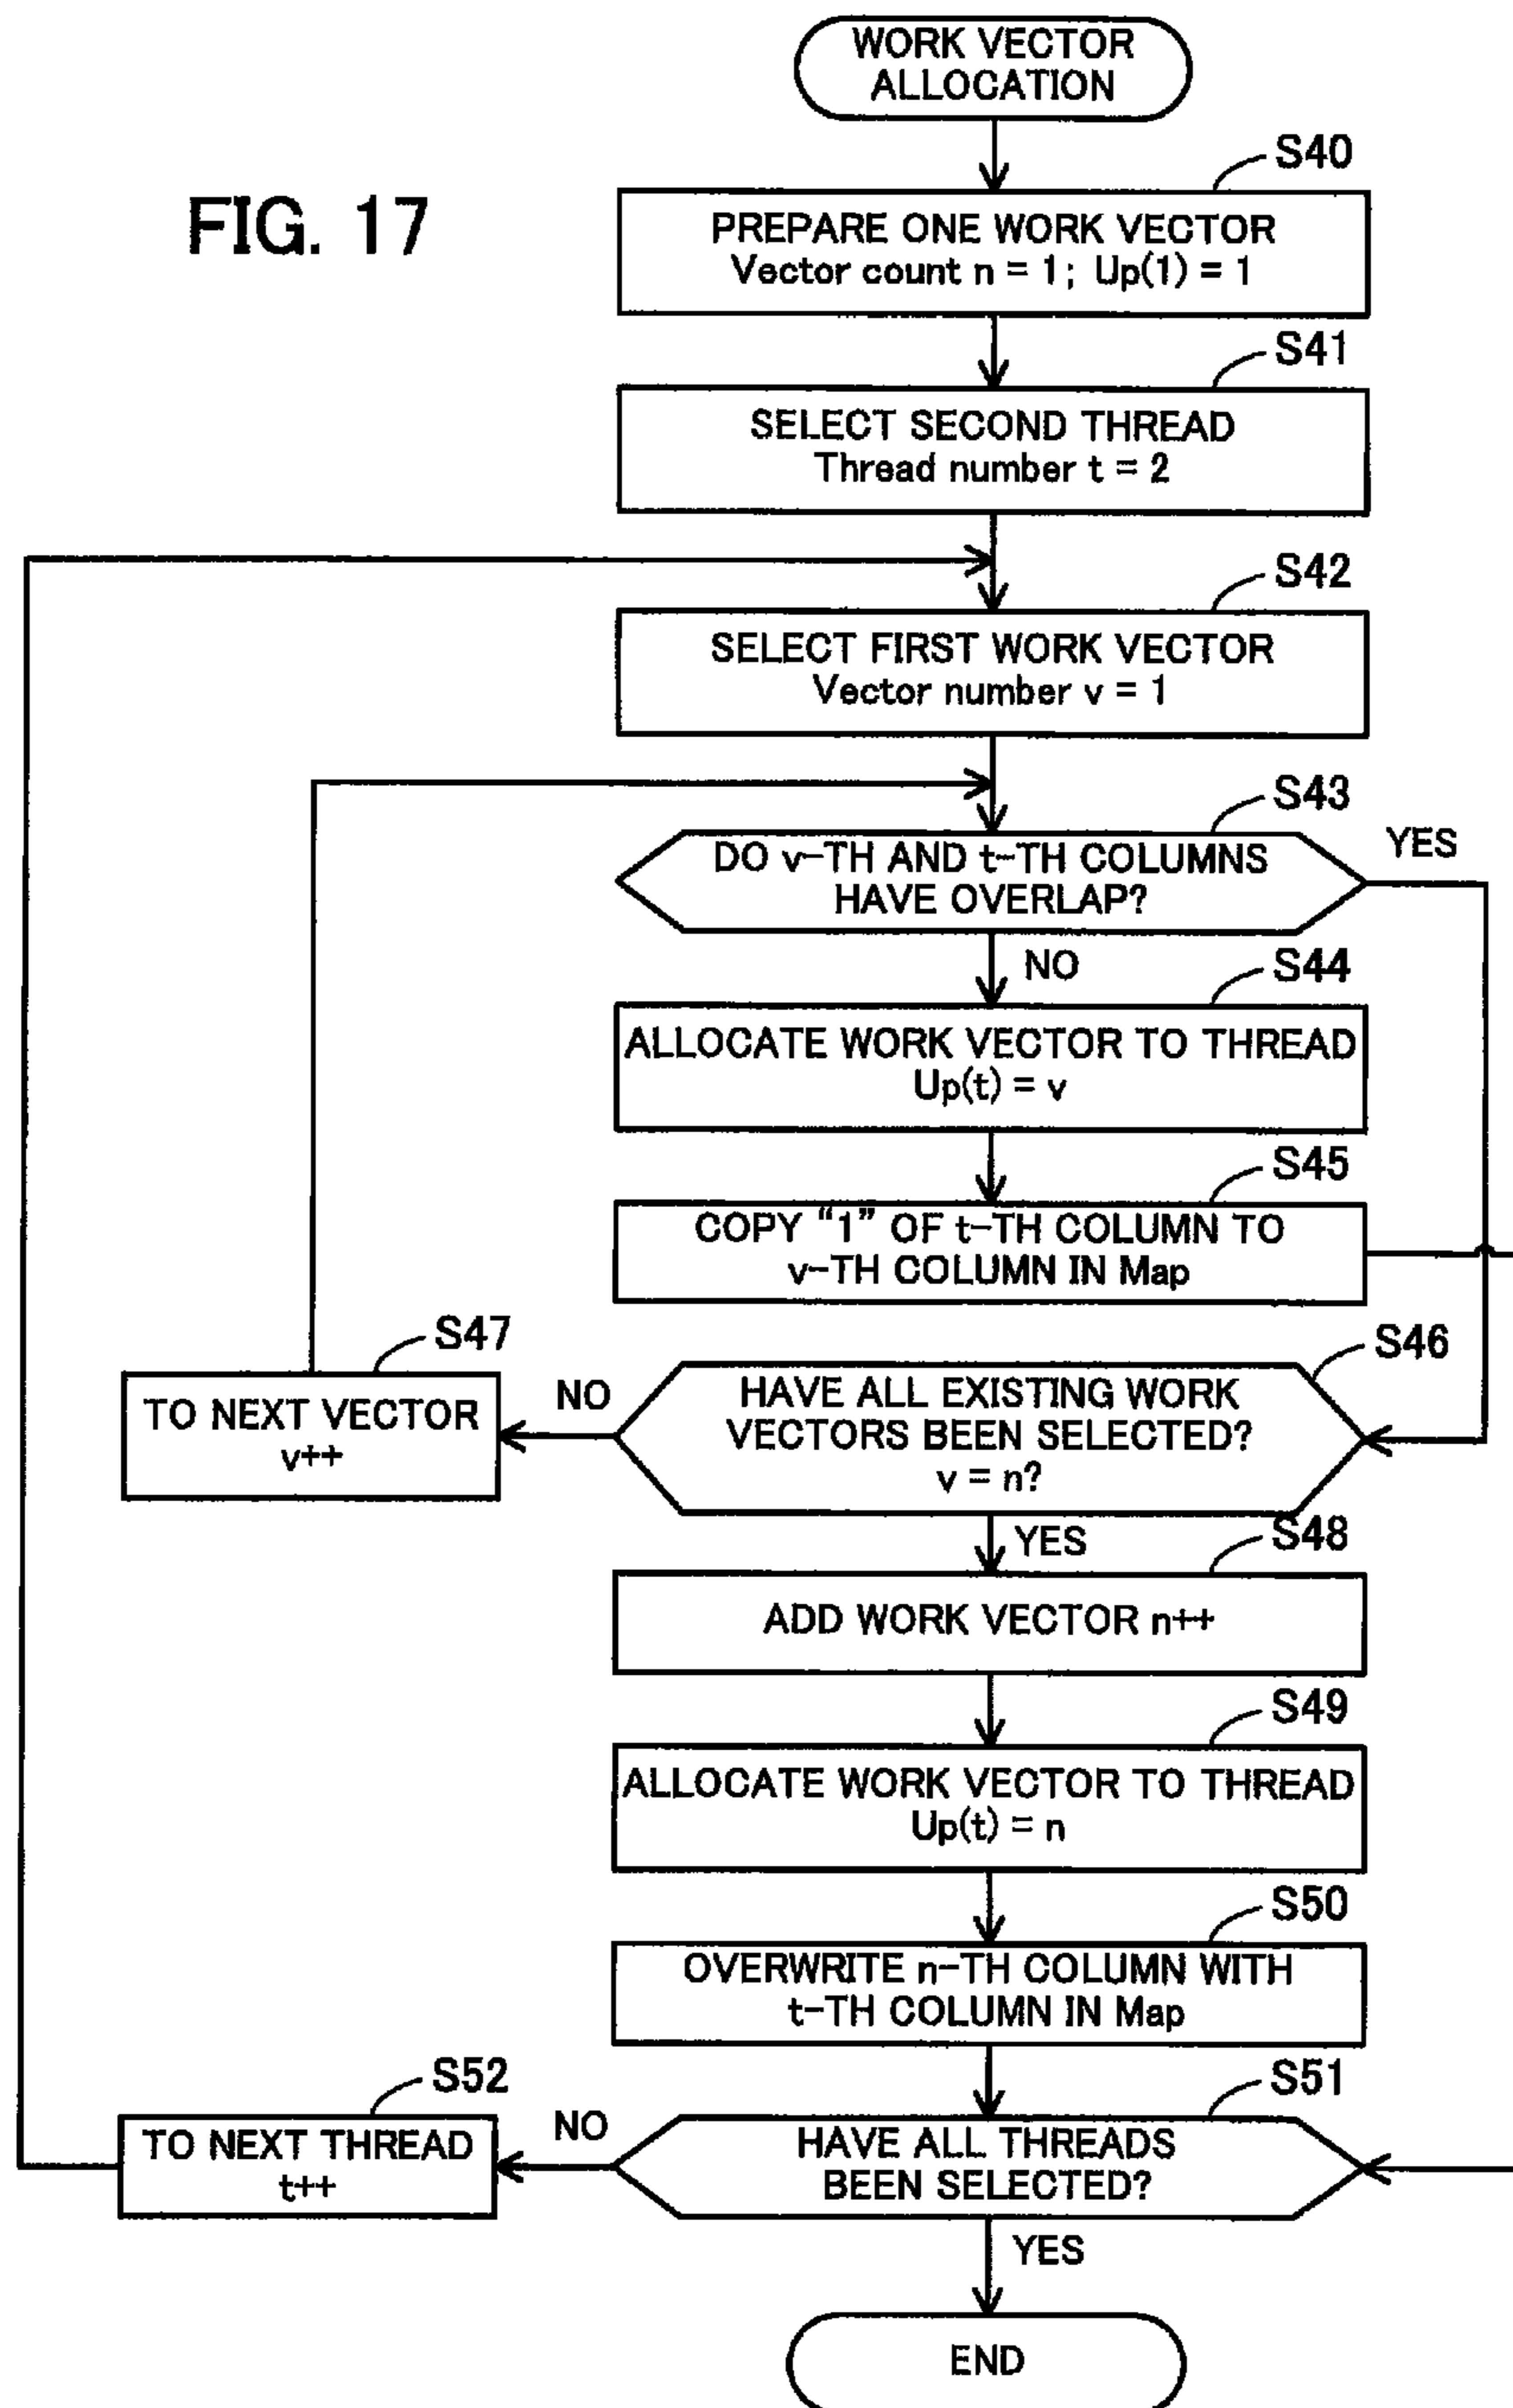 WORK VECTOR
ALLOCATION
FIG. 17
S40
PREPARE ONE WORK VECTOR
Vector count n = 1; Up(1) = 1
S41
SELECT SECOND THREAD
Thread number t = 2
S42
SELECT FIRST WORK VECTOR
Vector number v = 1
S43
DO v-TH AND t-TH COLUMNS
HAVE OVERLAP?
YES
NO
S44
ALLOCATE WORK VECTOR TO THREAD
Up(t) = v
S45
COPY “1” OF t-TH COLUMN TO
v-TH COLUMN IN Map
S46
HAVE ALL EXISTING WORK
VECTORS BEEN SELECTED?
v = n?
NO
S47
TO NEXT VECTOR
v++
YES
S48
ADD WORK VECTOR n++
S49
ALLOCATE WORK VECTOR TO THREAD
Up(t) = n
S50
OVERWRITE n-TH COLUMN WITH
t-TH COLUMN IN Map
S51
HAVE ALL THREADS
BEEN SELECTED?
NO
S52
TO NEXT THREAD
t++
YES
END